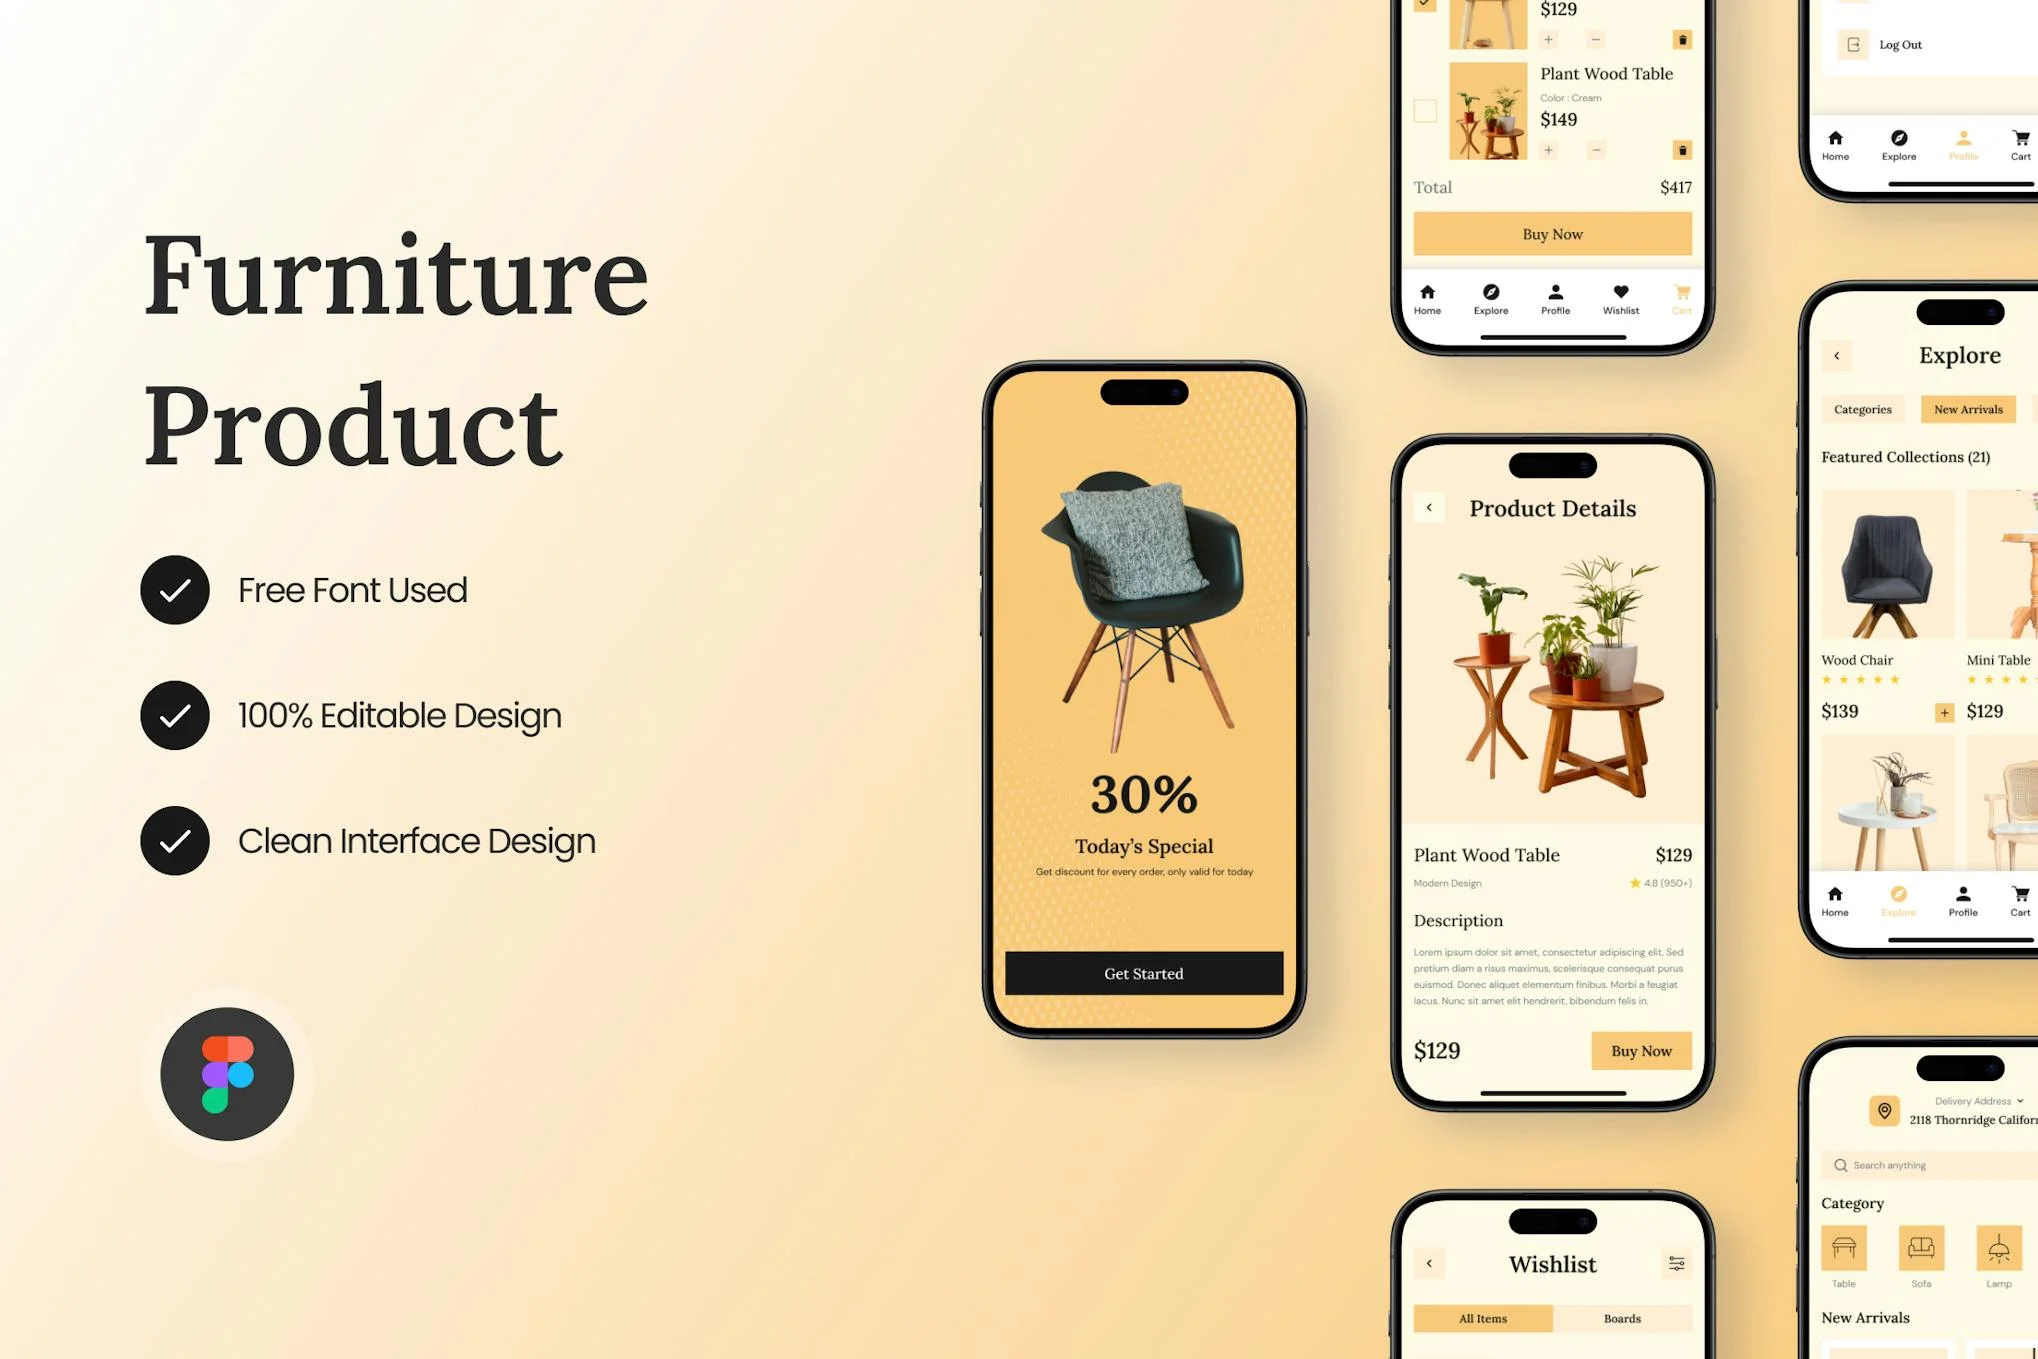 Furniture
Product
Free Font Used
100% Editable Design
Clean Interface Design
30%
Today's Special
Get discount for every order, only valid for today
Get Started
$129
Plant Wood Table
Color : Cream
$149
Total
$417
Buy Now
Home
Explore
Profile
Wishlist
Cart
Product Details
Plant Wood Table
$129
Modern Design
4.8 (950+)
Description
Lorem ipsum dolor sit amet, consectetur adipiscing elit. Sed
pretium diam a risus maximus, scelerisque consequat purus
euismod. Donec aliquet elementum finibus. Morbi a feugiat
lacus. Nunc sit amet elit hendrerit, bibendum felis in.
$129
Buy Now
Wishlist
All Items
Boards
Log Out
Home
Explore
Profile
Cart
Explore
Categories
New Arrivals
Featured Collections (21)
Wood Chair
Mini Table
$139
$129
Home
Explore
Profile
Cart
Delivery Address
2118 Thornridge
Search anything
Category
Table
Sofa
Lamp
New Arrivals